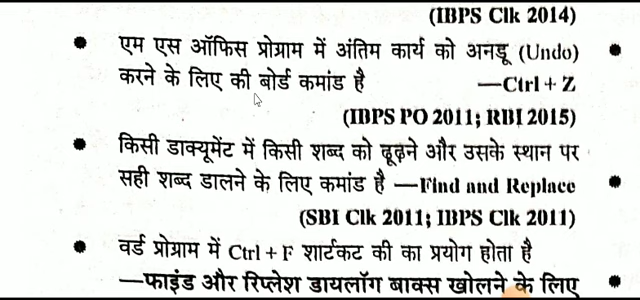 (IBPS Clk 2014)
● एम एस ऑफिस प्रोग्राम में अंतिम कार्य को अनडू (Undo)
करने के लिए की बोर्ड कमांड है —Ctrl + Z
(IBPS PO 2011; RBI 2015)
● किसी डाक्यूमेंट में किसी शब्द को ढूढ़ने और उसके स्थान पर
सही शब्द डालने के लिए कमांड है —Find and Replace
(SBI Clk 2011; IBPS Clk 2011)
● वर्ड प्रोग्राम में Ctrl + F शार्टकट की का प्रयोग होता है
—फाइंड और रिप्लेश डायलॉग बाक्स खोलने के लिए